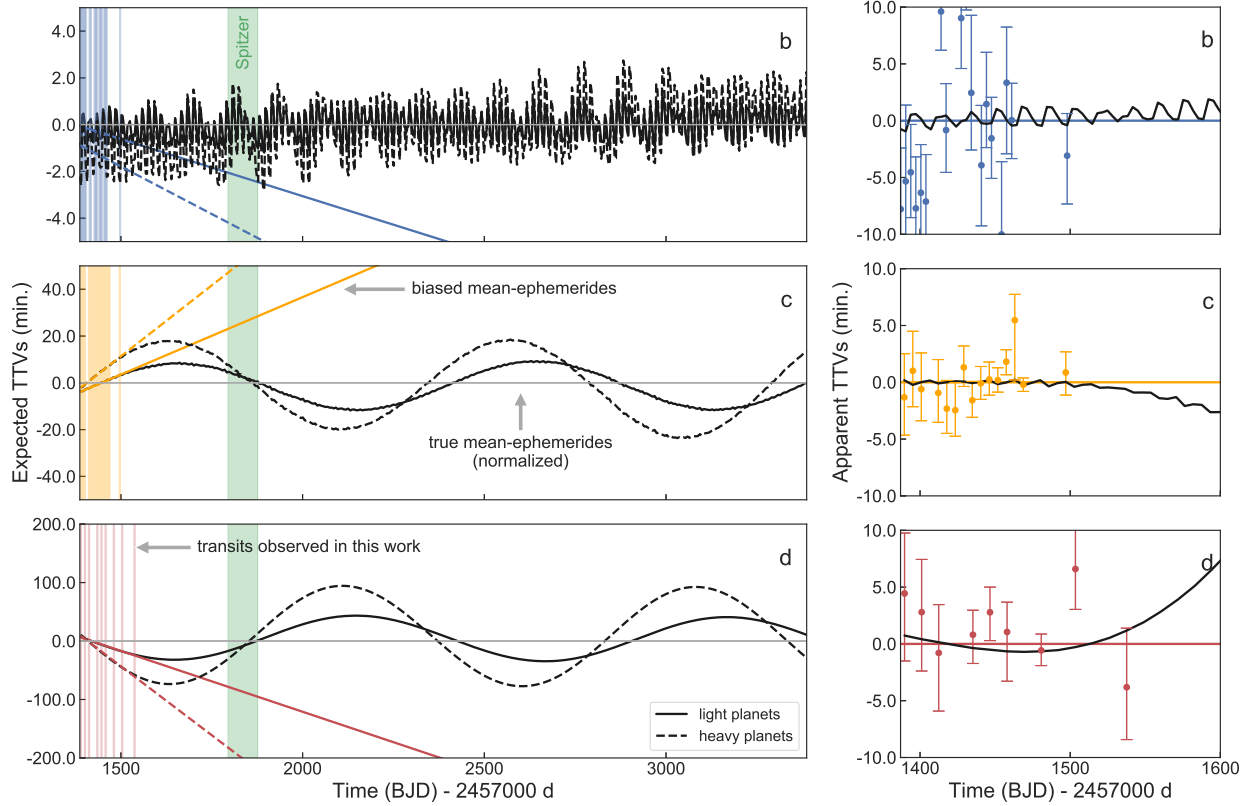 4.0
2.0
0.0
-2.0
-4.0
Spitzer
b
10.0
5.0
0.0
-5.0
-10.0
b
Expected TTVs (min.)
40.0
20.0
0.0
-20.0
-40.0
biased mean-ephemerides
c
true mean-ephemerides
(normalized)
Apparent TTVs (min.)
10.0
5.0
0.0
-5.0
-10.0
c
200.0
100.0
0.0
-100.0
-200.0
transits observed in this work
d
light planets
heavy planets
1500
2000
2500
3000
Time (BJD) - 2457000 d
10.0
5.0
0.0
-5.0
-10.0
d
1400
1500
1600
Time (BJD) - 2457000 d